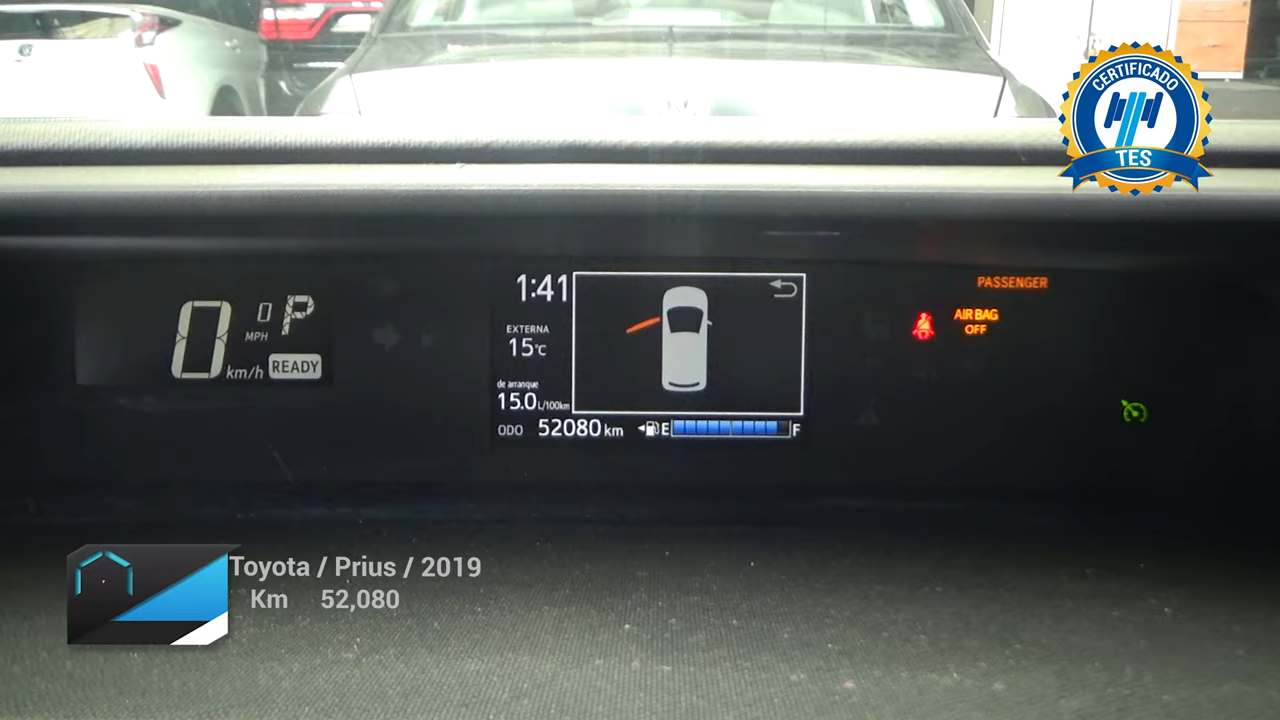 CERTIFICADO
TES
PASSENGER
AIR BAG
OFF
0 MPH
P
0 km/h
READY
1:41
EXTERNA
15°C
de arranque
15.0 L/100km
ODO 52080 km
E F
Toyota / Prius / 2019
Km 52,080